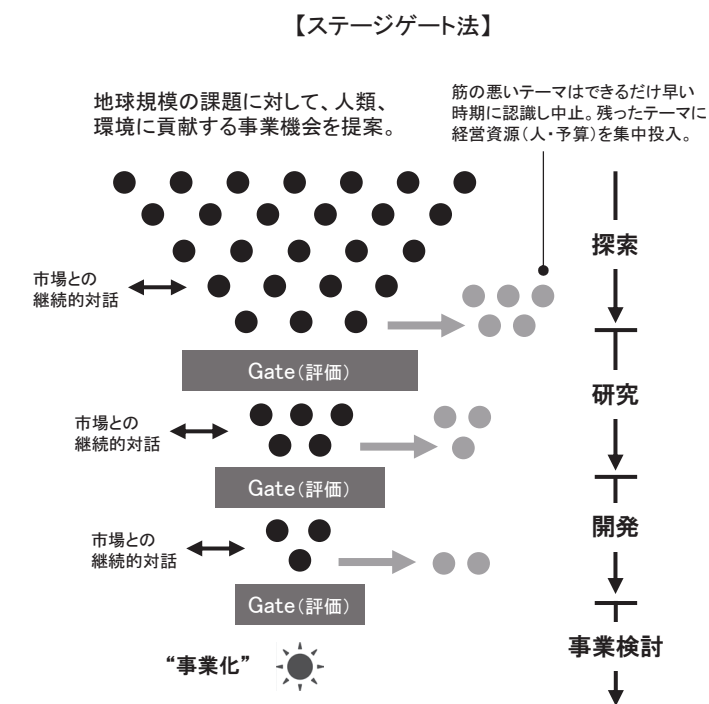 【ステージゲート法】
地球規模の課題に対して、人類、
環境に貢献する事業機会を提案。
筋の悪いテーマはできるだけ早い
時期に認識し中止。残ったテーマに
経営資源（人・予算）を集中投入。
探索
市場との
継続的対話
Gate（評価）
研究
市場との
継続的対話
Gate（評価）
開発
市場との
継続的対話
Gate（評価）
事業検討
“事業化”